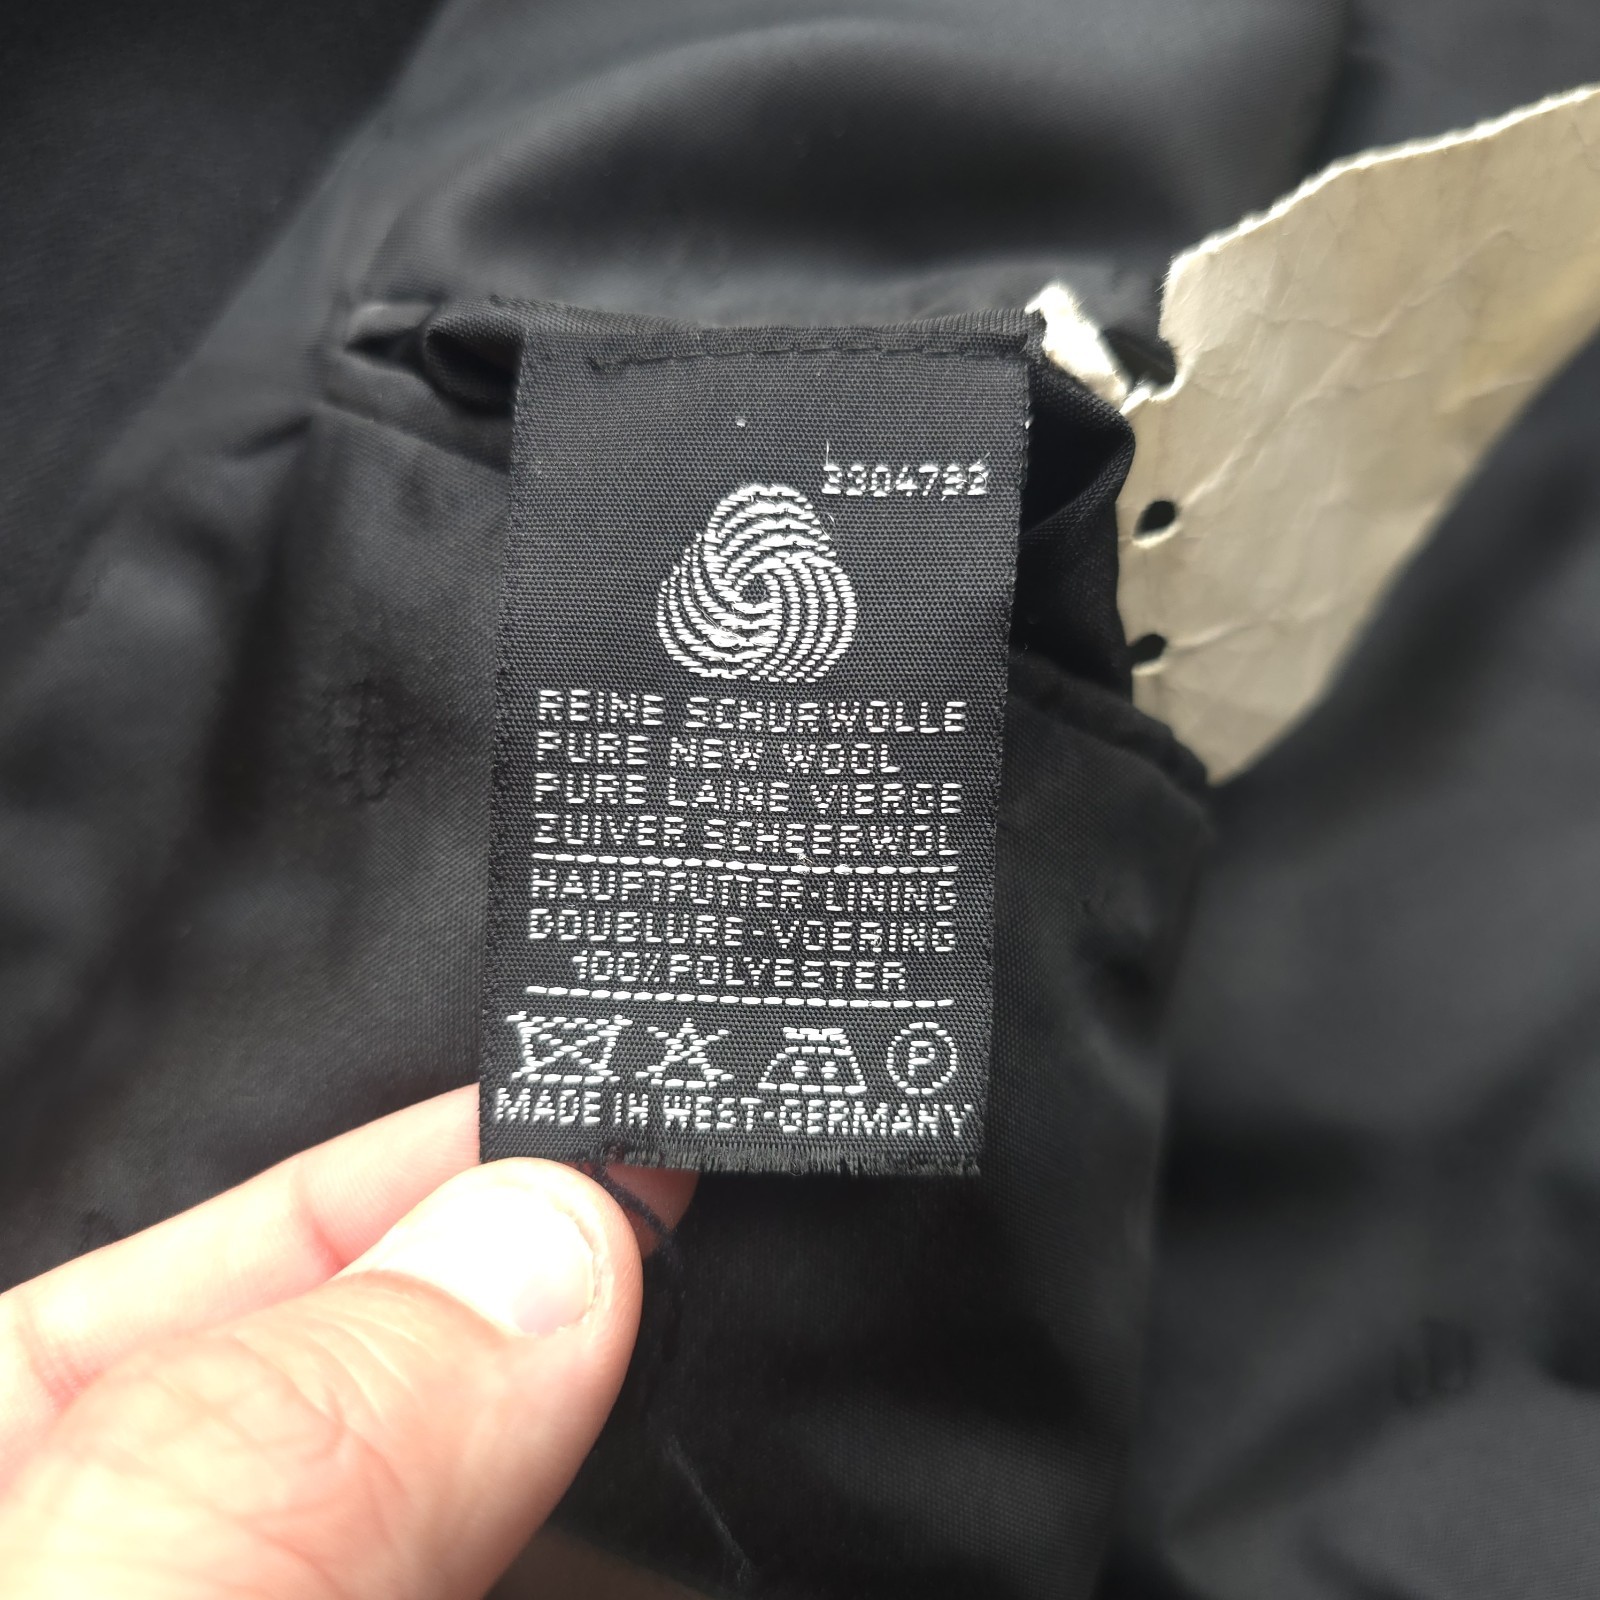 REINE SCHURWOLLE
PURE NEW WOOL
PURE LAINE VIERGE
ZUIVER SCHEERWOL
HAUPTFUTTER-LINING
DOUBLURE-VOERING
100% POLYESTER
P
MADE IN WEST-GERMANY